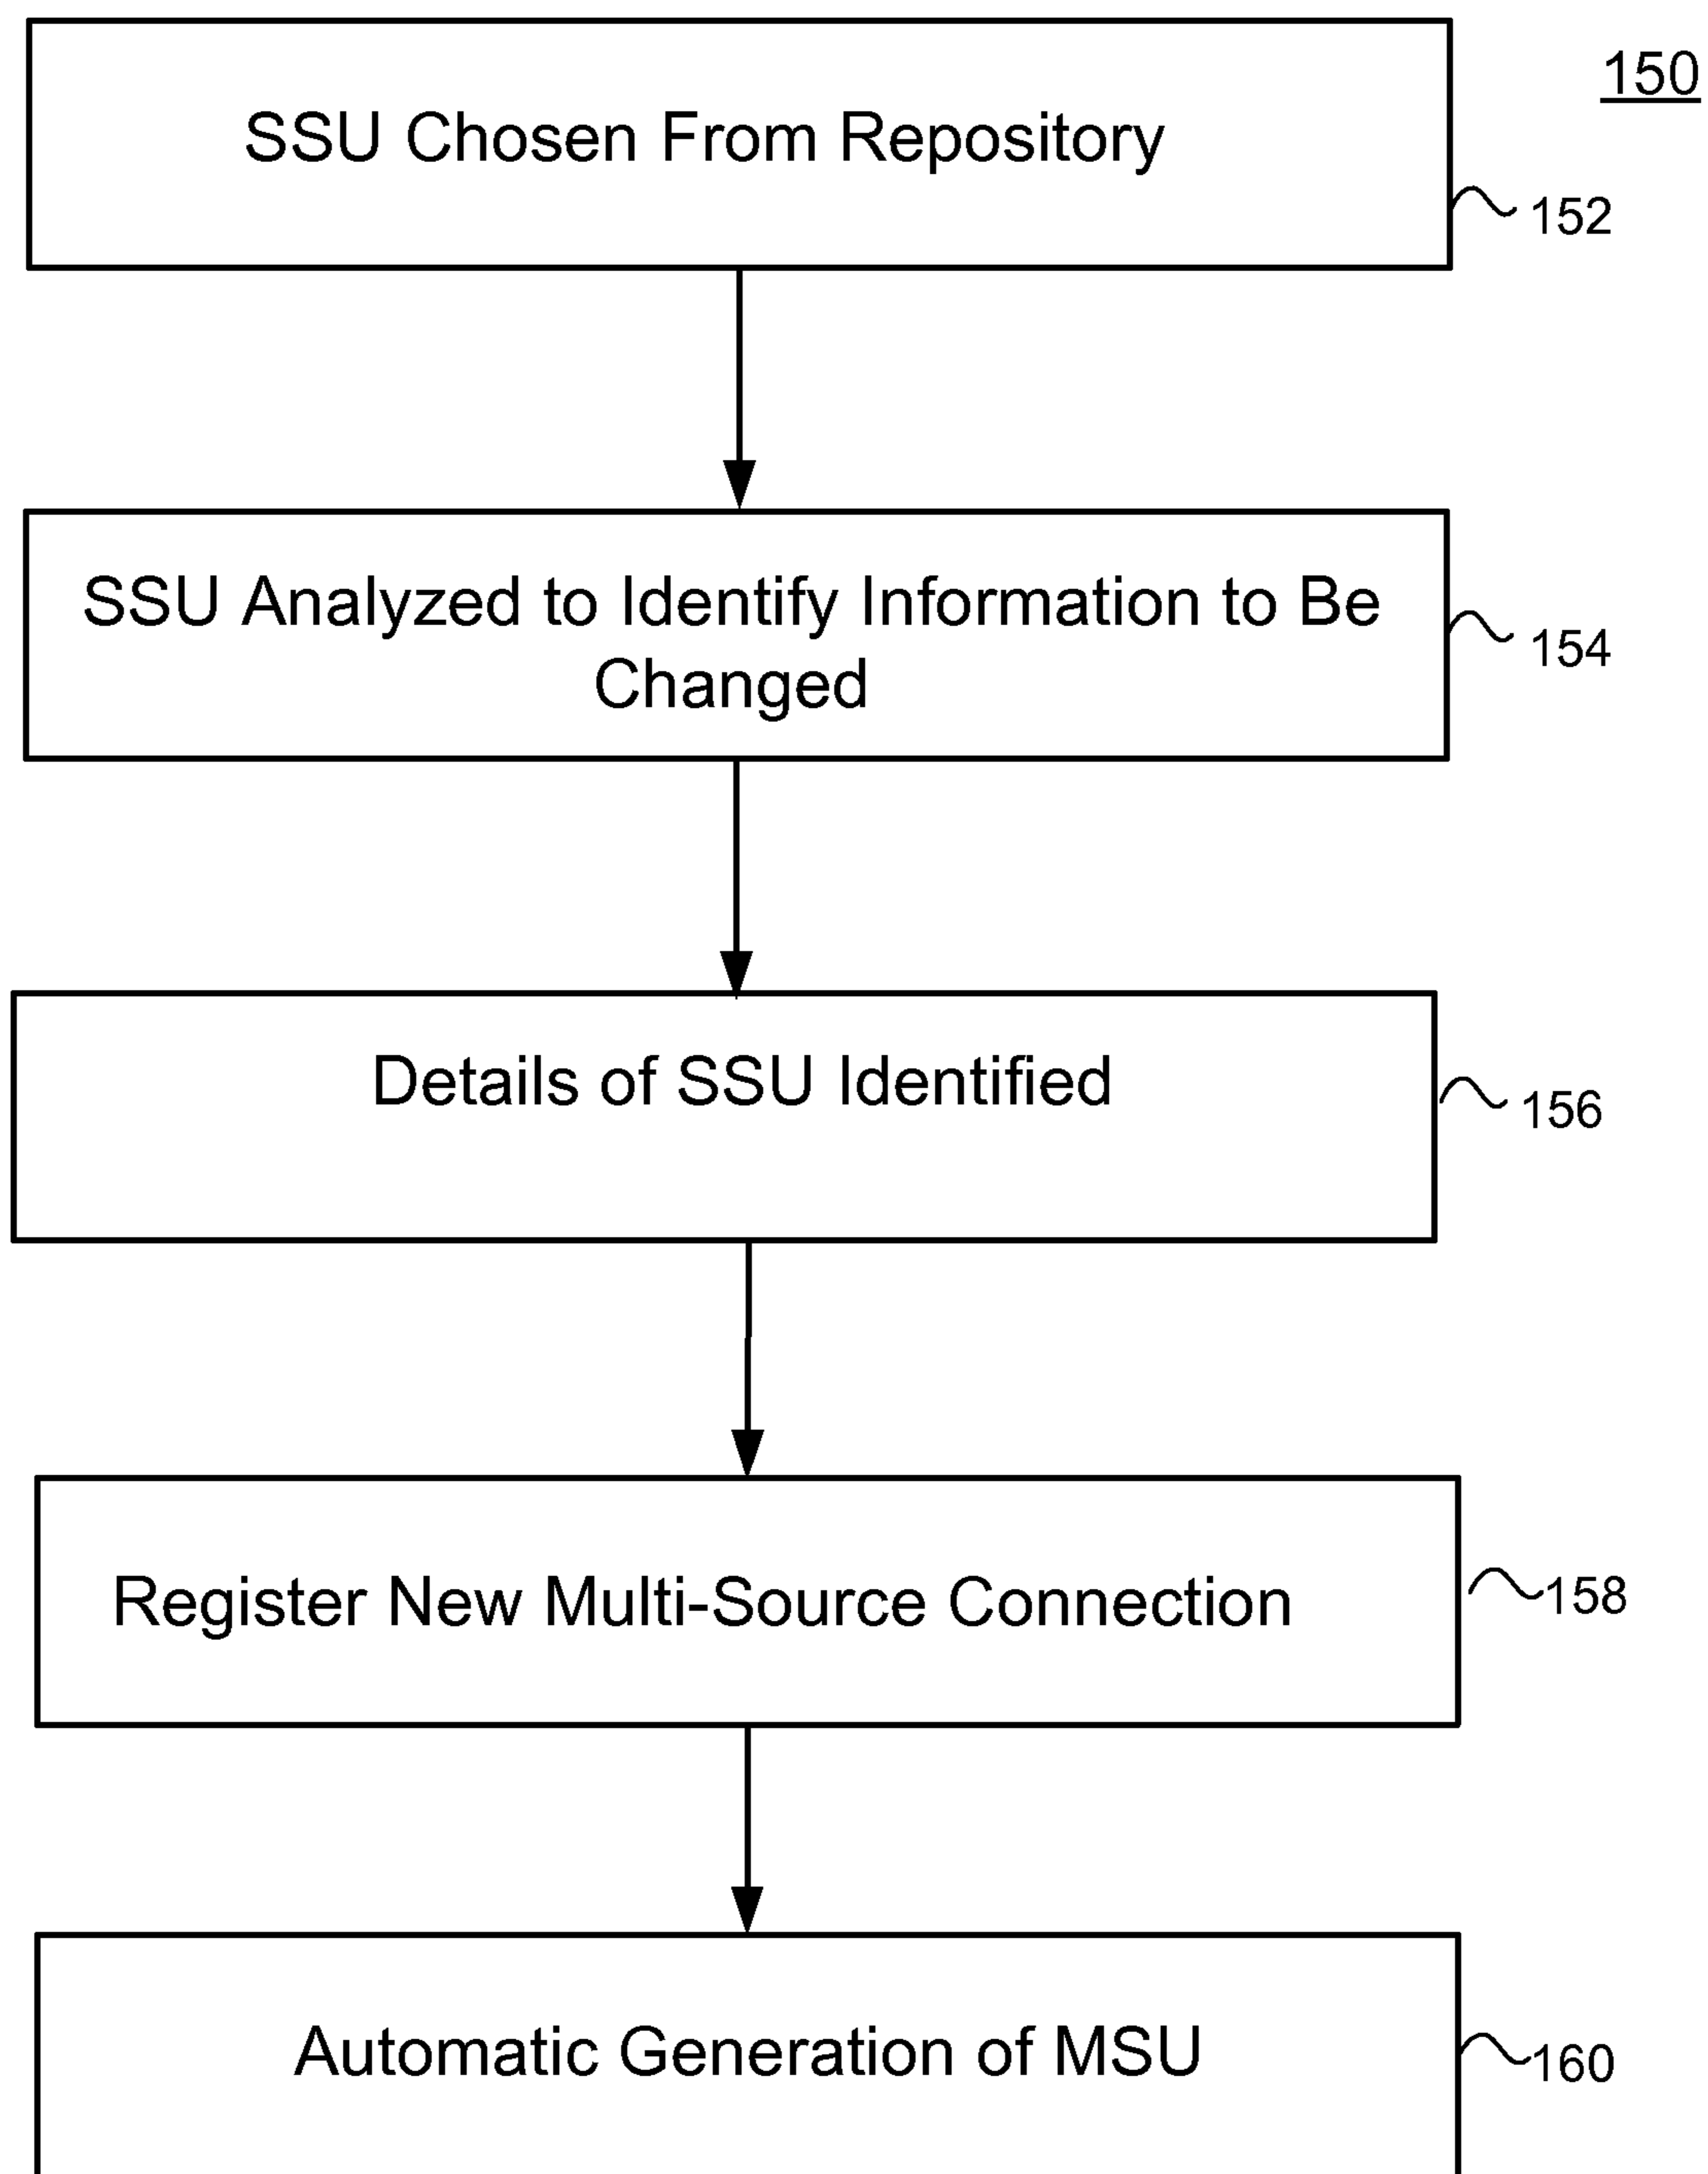 150
SSU Chosen From Repository
152
SSU Analyzed to Identify Information to Be
Changed
154
Details of SSU Identified
156
Register New Multi-Source Connection
158
Automatic Generation of MSU
160